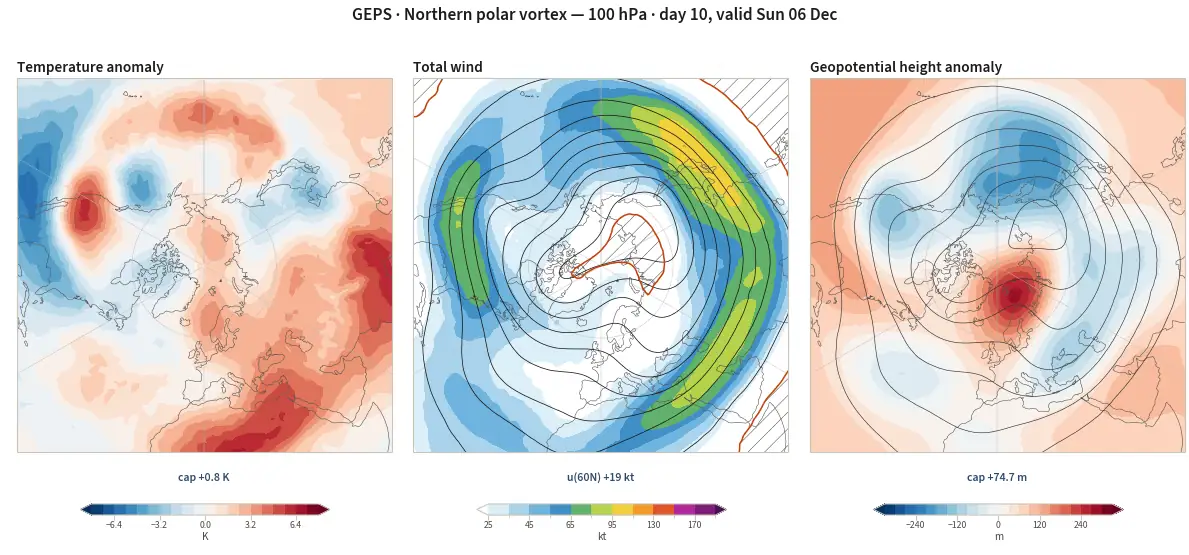 GEPS · Northern polar vortex — 100 hPa · day 10, valid Sun 06 Dec
Temperature anomaly
Total wind
Geopotential height anomaly
cap +0.8 K
u(60N) +19 kt
cap +74.7 m
−6.4 −3.2 0.0 3.2 6.4
K
25 45 65 95 130 170
kt
−240 −120 0 120 240
m